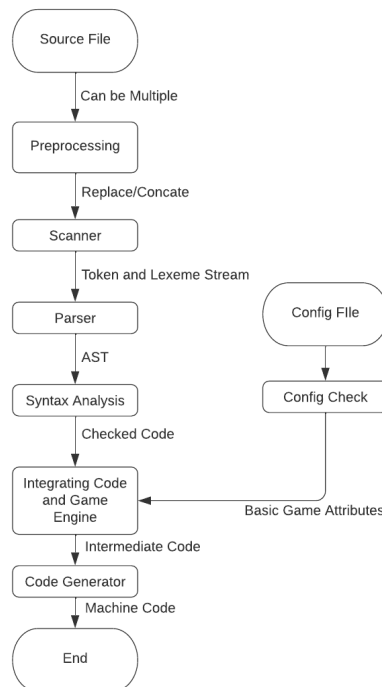 Source File
Can be Multiple
Preprocessing
Replace/Concate
Scanner
Token and Lexeme Stream
Parser
AST
Syntax Analysis
Checked Code
Integrating Code
and Game
Engine
Intermediate Code
Code Generator
Machine Code
End
Config FIle
Config Check
Basic Game Attributes